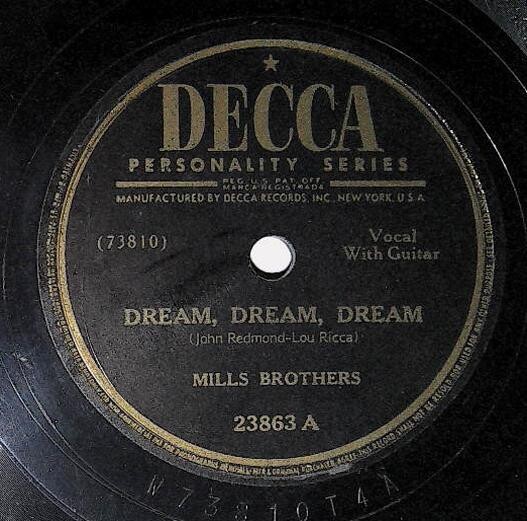 DECCA
PERSONALITY SERIES
REG. U.S. PAT. OFF.
MARCA REGISTRADA
MANUFACTURED BY DECCA RECORDS, INC., NEW YORK, U.S.A.
(73810)
Vocal
With Guitar
DREAM, DREAM, DREAM
(John Redmond-Lou Ricca)
MILLS BROTHERS
23863 A
N73810T4A